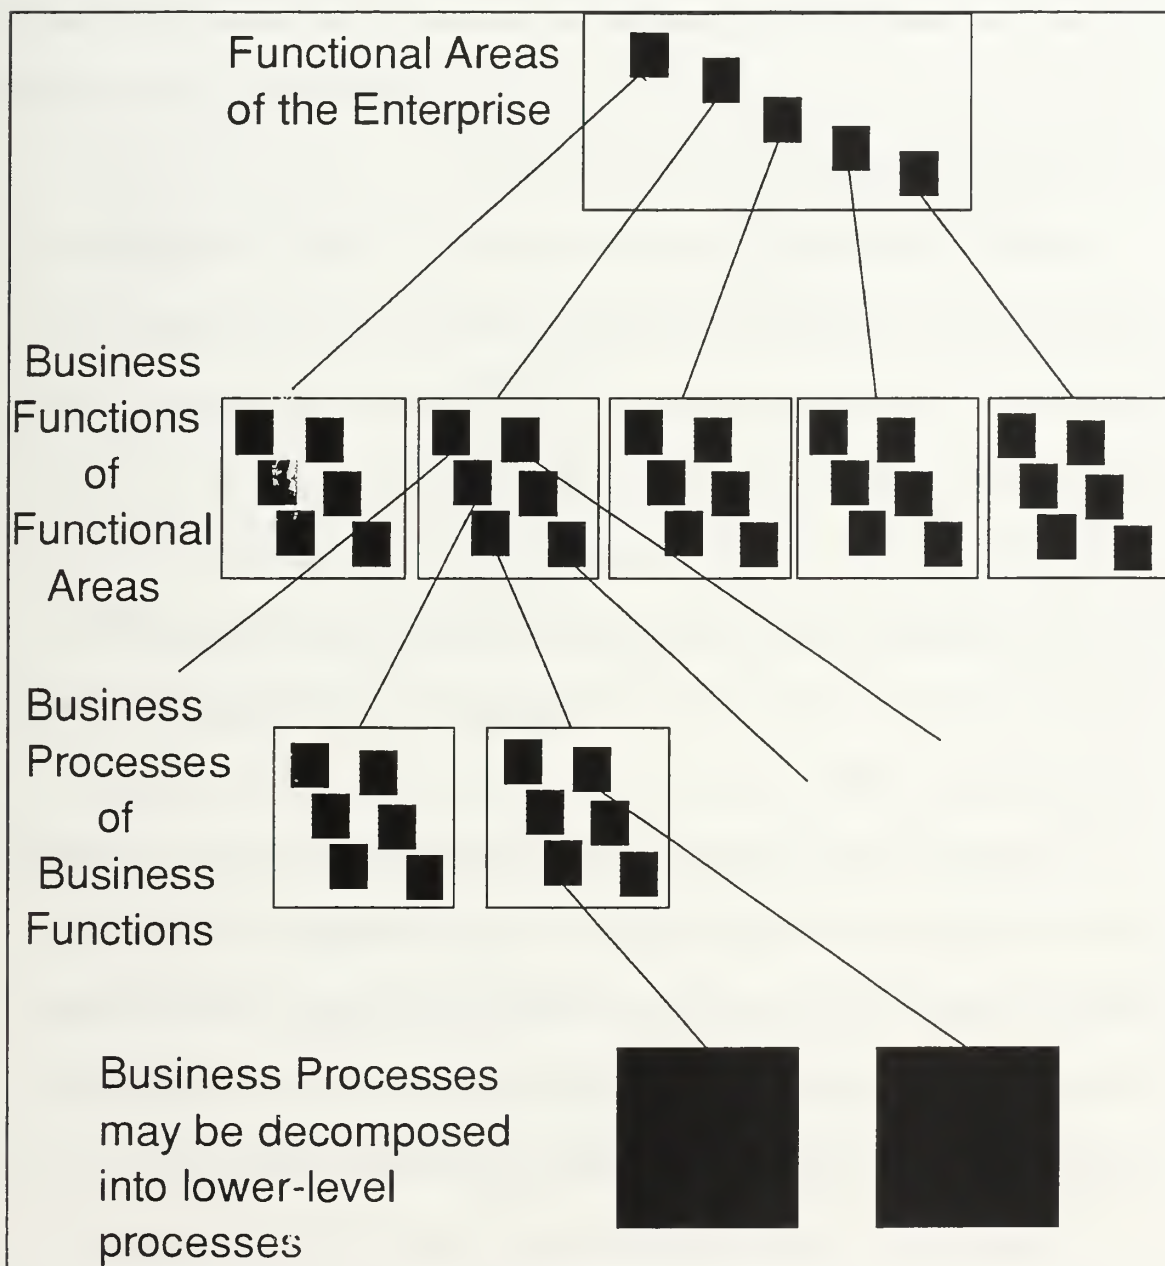 Functional Areas
of the Enterprise
Business
Functions
of
Functional
Areas
Business
Processes
of
Business
Functions
Business Processes
may be decomposed
into lower-level
processes